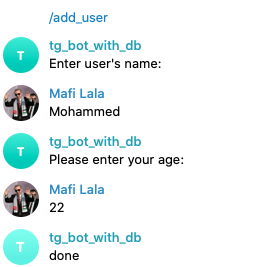 /add_user
T
tg_bot_with_db
Enter user's name:
Mafi Lala
Mohammed
T
tg_bot_with_db
Please enter your age:
Mafi Lala
22
T
tg_bot_with_db
done